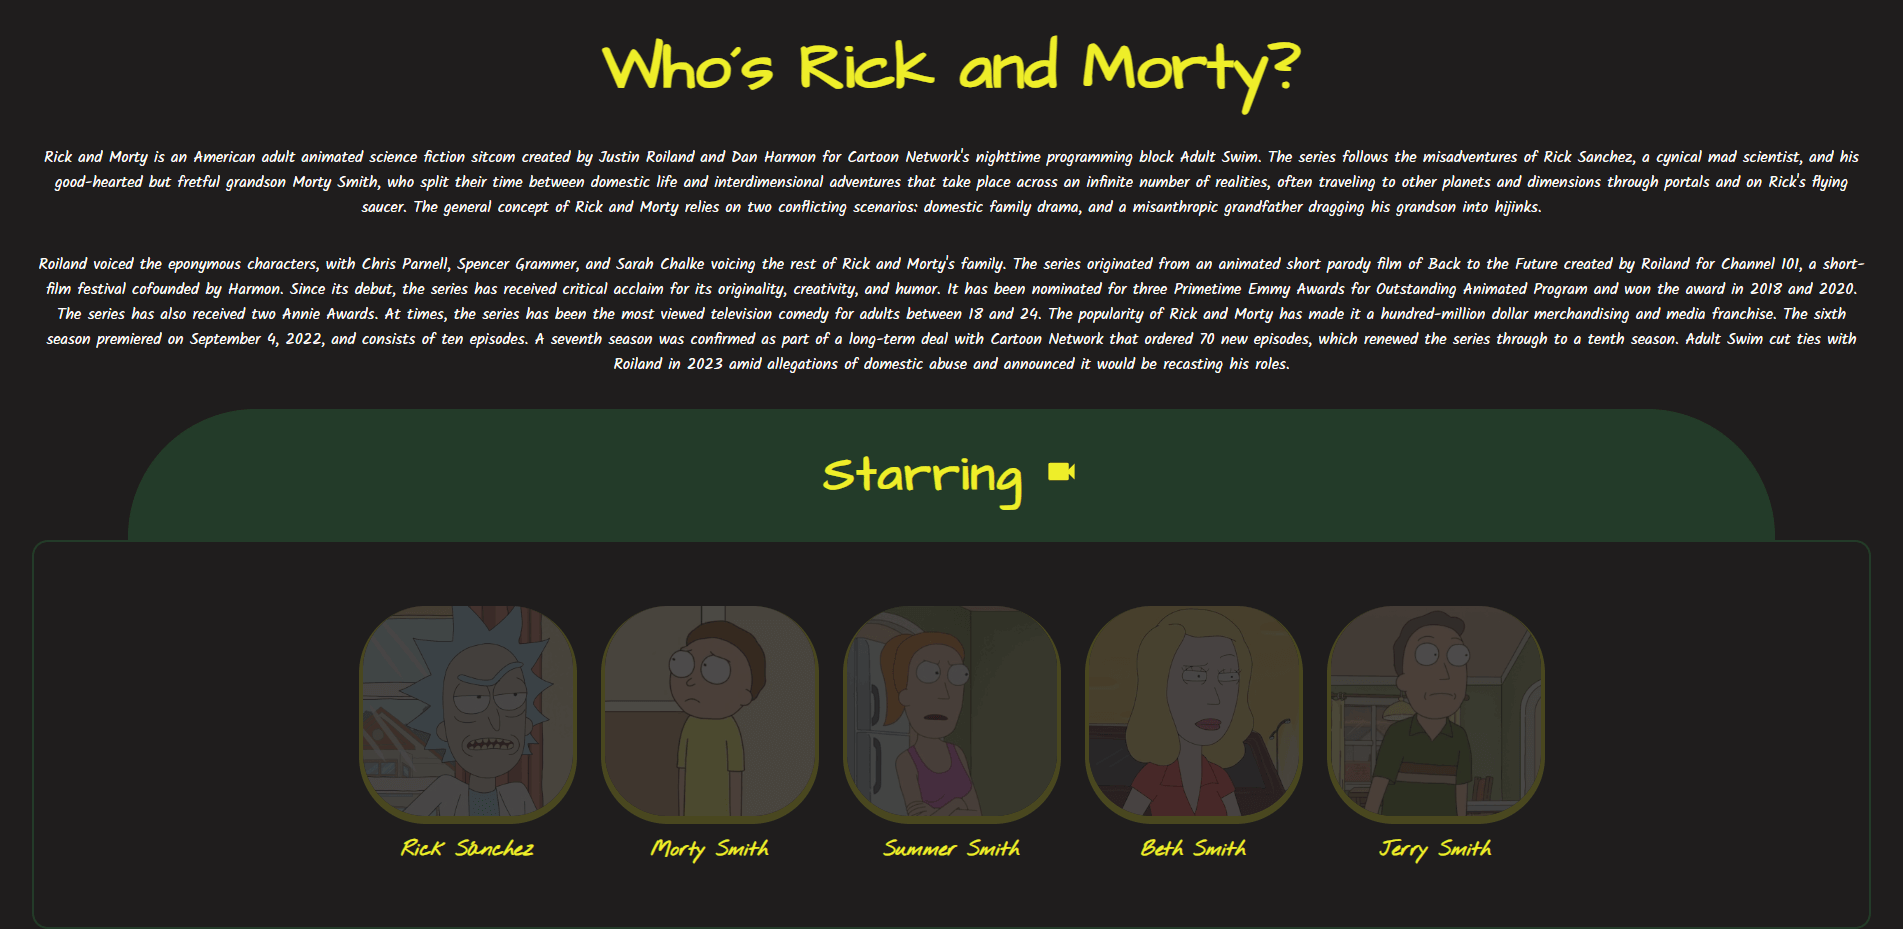 Who's Rick and Morty?
Rick and Morty is an American adult animated science fiction sitcom created by Justin Roiland and Dan Harmon for Cartoon Network's nighttime programming block Adult Swim. The series follows the misadventures of Rick Sanchez, a cynical mad scientist, and his
good-hearted but fretful grandson Morty Smith, who split their time between domestic life and interdimensional adventures that take place across an infinite number of realities, often traveling to other planets and dimensions through portals and on Rick's flying
saucer. The general concept of Rick and Morty relies on two conflicting scenarios: domestic family drama, and a misanthropic grandfather dragging his grandson into hijinks.
Roiland voiced the eponymous characters, with Chris Parnell, Spencer Grammer, and Sarah Chalke voicing the rest of Rick and Morty's family. The series originated from an animated short parody film of Back to the Future created by Roiland for Channel 101, a short-
film festival cofounded by Harmon. Since its debut, the series has received critical acclaim for its originality, creativity, and humor. It has been nominated for three Primetime Emmy Awards for Outstanding Animated Program and won the award in 2018 and 2020.
The series has also received two Annie Awards. At times, the series has been the most viewed television comedy for adults between 18 and 24. The popularity of Rick and Morty has made it a hundred-million dollar merchandising and media franchise. The sixth
season premiered on September 4, 2022, and consists of ten episodes. A seventh season was confirmed as part of a long-term deal with Cartoon Network that ordered 70 new episodes, which renewed the series through to a tenth season. Adult Swim cut ties with
Roiland in 2023 amid allegations of domestic abuse and announced it would be recasting his roles.
Starring
Rick Sánchez
Morty Smith
Summer Smith
Beth Smith
Jerry Smith